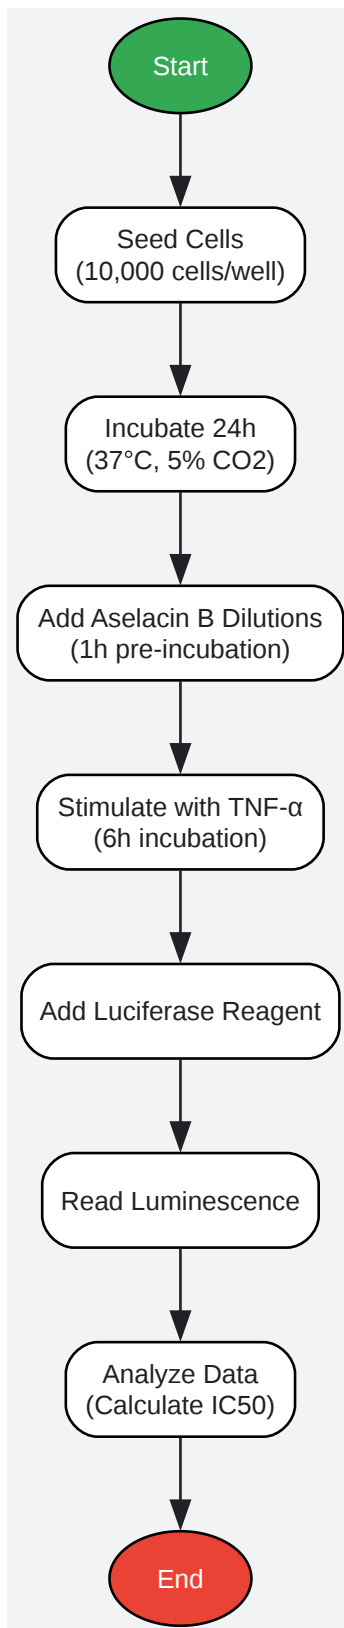 Start
Seed Cells
(10,000 cells/well)
Incubate 24h
(37°C, 5% CO2)
Add Aselacin B Dilutions
(1h pre-incubation)
Stimulate with TNF-α
(6h incubation)
Add Luciferase Reagent
Read Luminescence
Analyze Data
(Calculate IC50)
End